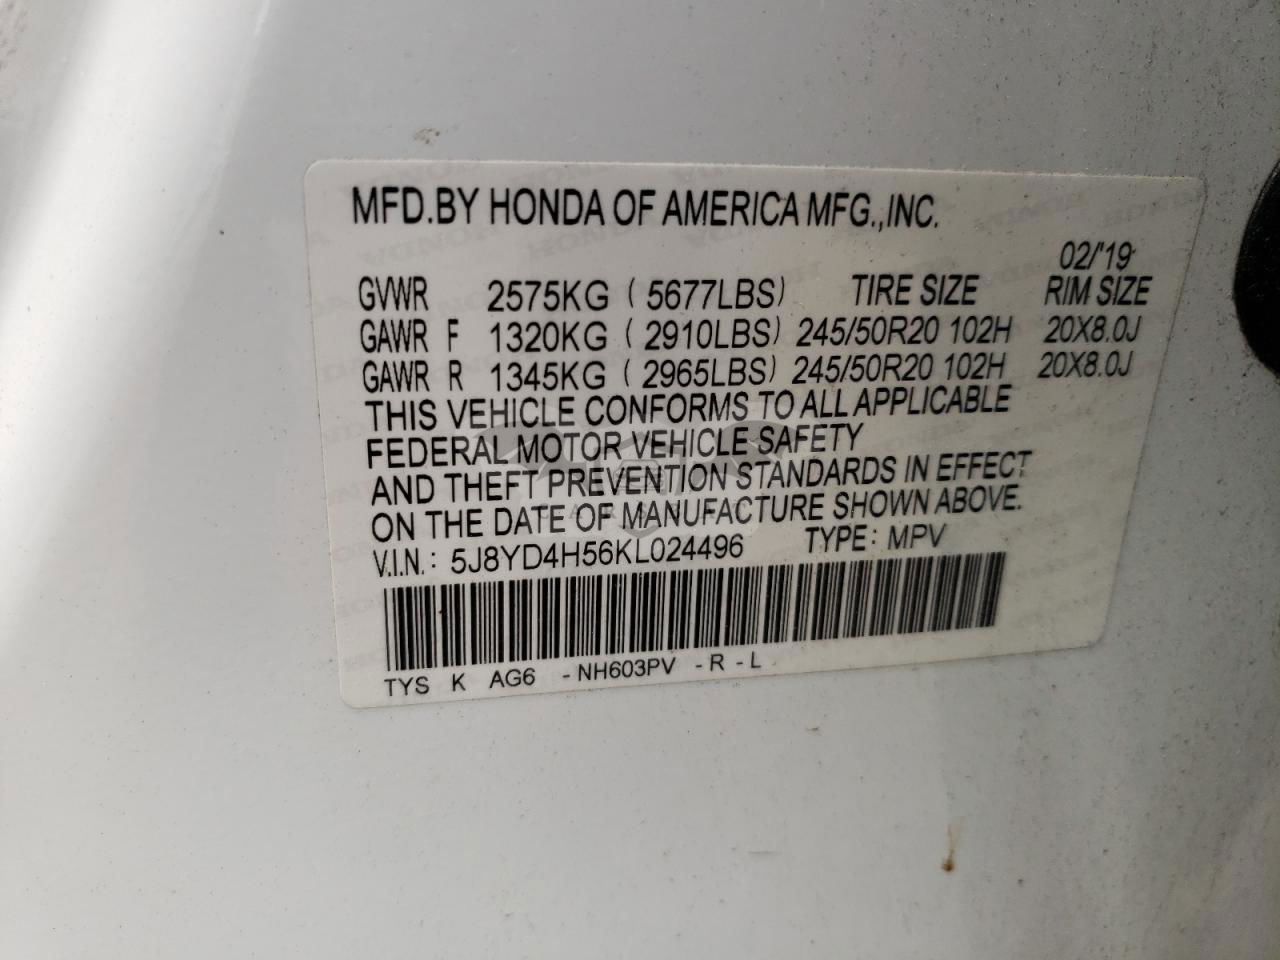 MFD.BY HONDA OF AMERICA MFG.,INC.
02/'19
GVWR 2575KG ( 5677LBS) TIRE SIZE RIM SIZE
GAWR F 1320KG ( 2910LBS) 245/50R20 102H 20X8.0J
GAWR R 1345KG ( 2965LBS) 245/50R20 102H 20X8.0J
THIS VEHICLE CONFORMS TO ALL APPLICABLE
FEDERAL MOTOR VEHICLE SAFETY
AND THEFT PREVENTION STANDARDS IN EFFECT
ON THE DATE OF MANUFACTURE SHOWN ABOVE.
V.I.N.: 5J8YD4H56KL024496 TYPE: MPV
TYS K AG6 -NH603PV -R -L